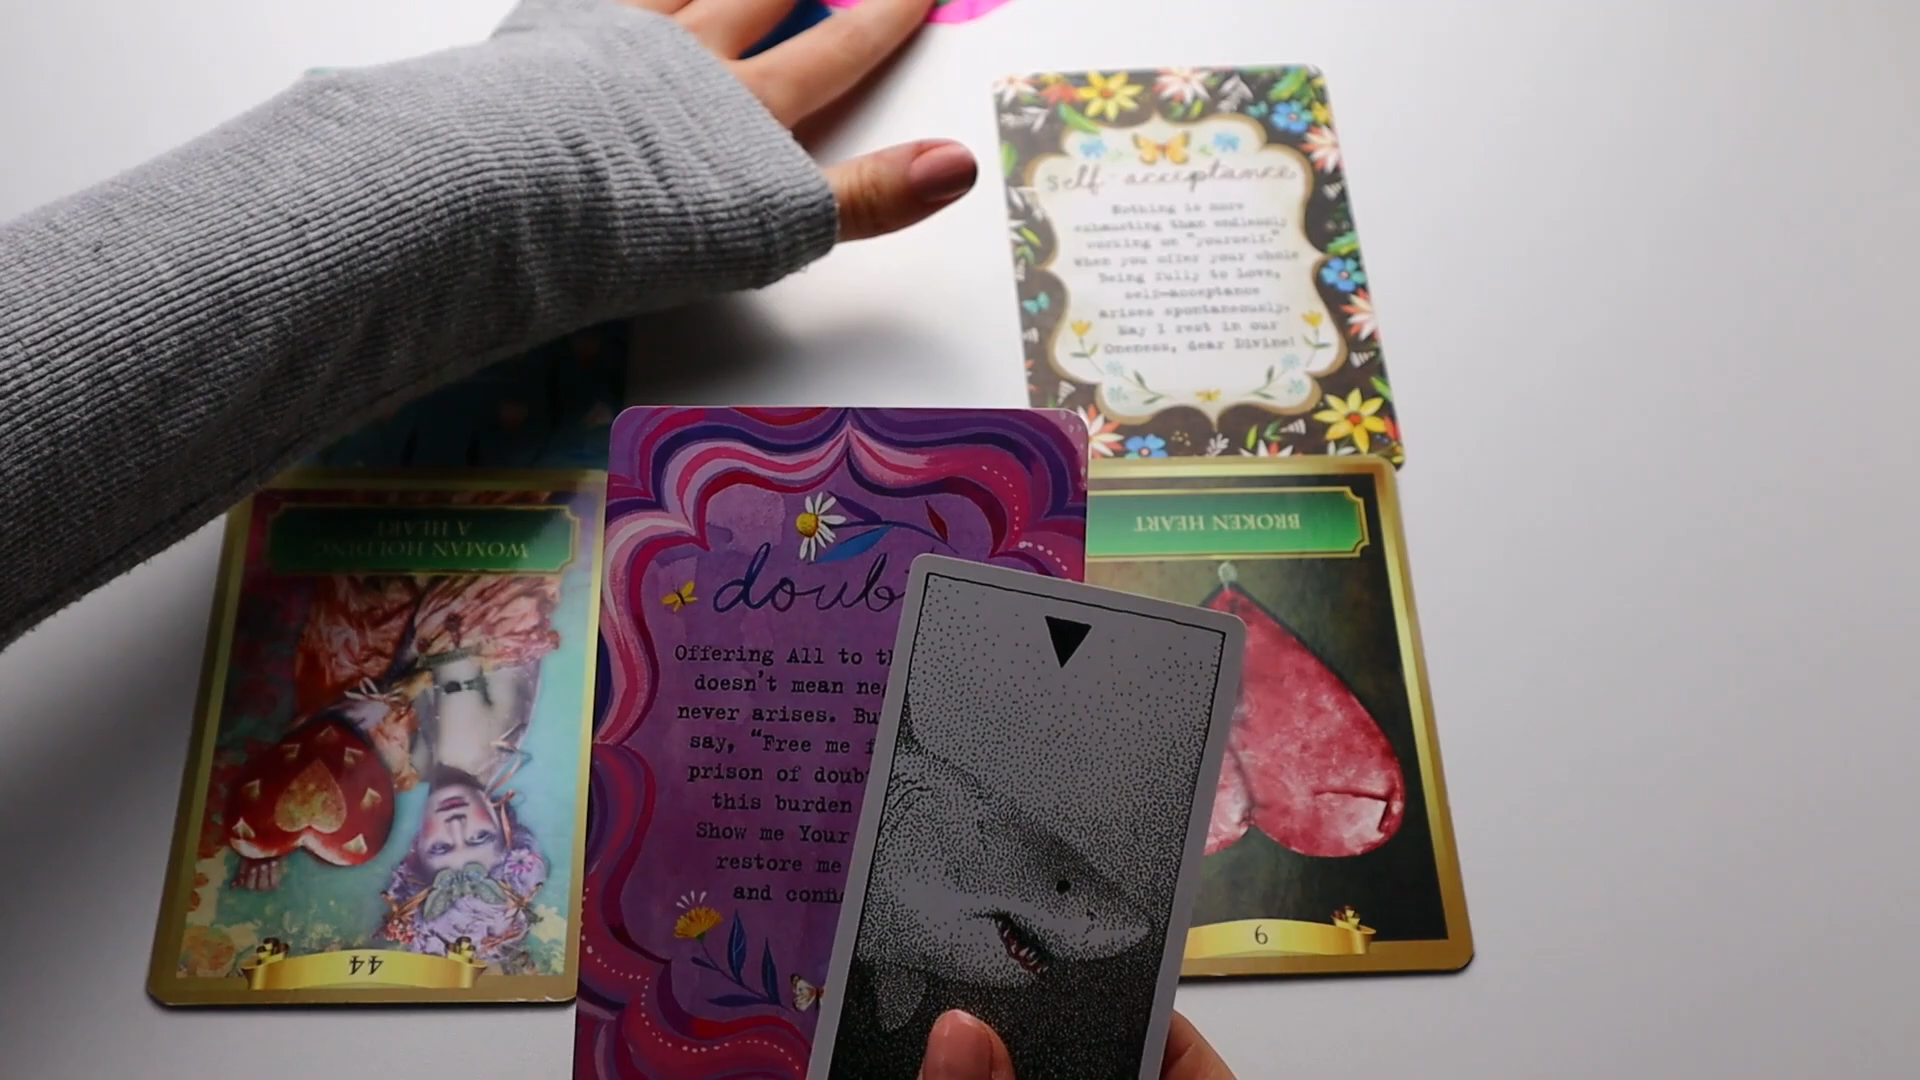 Self-acceptance
Nothing is more
exhausting than endlessly
working on "yourself."
When you offer your whole
Being fully to Love,
self-acceptance
arises spontaneously.
May I rest in our
Oneness, dear Divine!
WOMAN HOLDING
A HEART
44
doub
Offering All to th
doesn't mean ne
never arises. Bu
say, "Free me f
prison of doub
this burden
Show me Your
restore me
and confi
BROKEN HEART
9